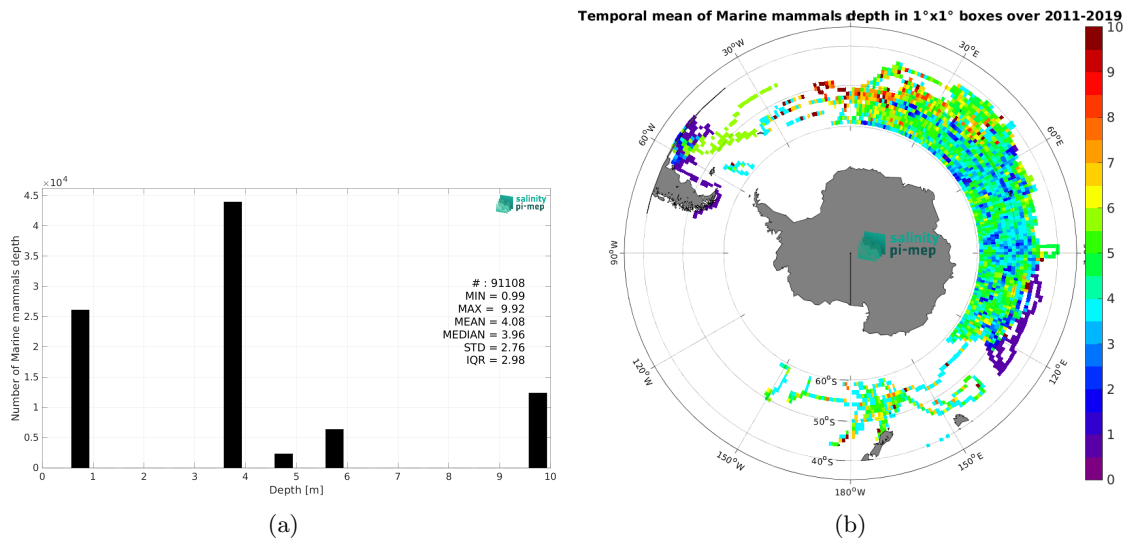 ×10⁴
4.5
4
3.5
3
2.5
2
1.5
1
0.5
0
0 1 2 3 4 5 6 7 8 9 10
Number of Marine mammals depth
Depth [m]
salinity
pi-mep
# : 91108
MIN = 0.99
MAX = 9.92
MEAN = 4.08
MEDIAN = 3.96
STD = 2.76
IQR = 2.98
(a)
Temporal mean of Marine mammals depth in 1°x1° boxes over 2011-2019
30°W
30°E
60°W
60°E
90°W
120°W
120°E
150°W
150°E
180°W
60°S
50°S
40°S
salinity
pi-mep
10
9
8
7
6
5
4
3
2
1
0
(b)